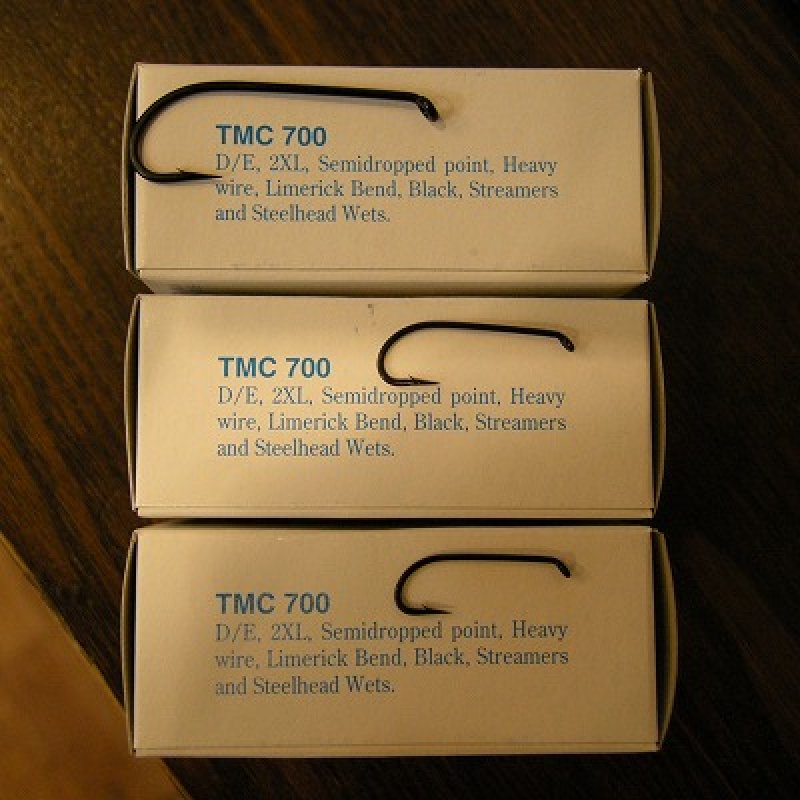 TMC 700
D/E, 2XL, Semidropped point, Heavy
wire, Limerick Bend, Black, Streamers
and Steelhead Wets.
TMC 700
D/E, 2XL, Semidropped point, Heavy
wire, Limerick Bend, Black, Streamers
and Steelhead Wets.
TMC 700
D/E, 2XL, Semidropped point, Heavy
wire, Limerick Bend, Black, Streamers
and Steelhead Wets.